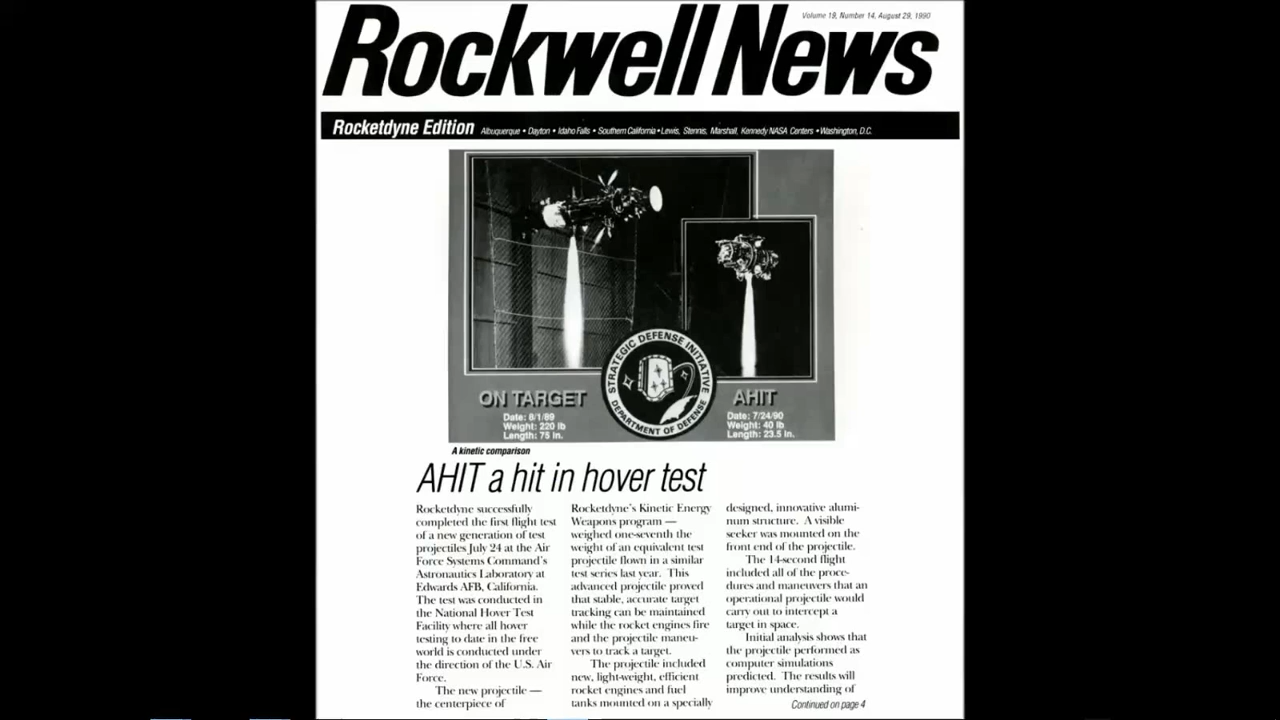 Volume 19, Number 14, August 29, 1990
Rockwell News
Rocketdyne Edition Albuquerque • Dayton • Idaho Falls • Southern California • Lewis, Stennis, Marshall, Kennedy NASA Centers • Washington, D.C.
STRATEGIC DEFENSE INITIATIVE
DEPARTMENT OF DEFENSE
ON TARGET
Date: 8/1/89
Weight: 220 lb
Length: 75 in.
AHIT
Date: 7/24/90
Weight: 40 lb
Length: 23.5 in.
A kinetic comparison
AHIT a hit in hover test
Rocketdyne successfully
completed the first flight test
of a new generation of test
projectiles July 24 at the Air
Force Systems Command's
Astronautics Laboratory at
Edwards AFB, California.
The test was conducted in
the National Hover Test
Facility where all hover
testing to date in the free
world is conducted under
the direction of the U.S. Air
Force.
The new projectile —
the centerpiece of
Rocketdyne's Kinetic Energy
Weapons program —
weighed one-seventh the
weight of an equivalent test
projectile flown in a similar
test series last year. This
advanced projectile proved
that stable, accurate target
tracking can be maintained
while the rocket engines fire
and the projectile maneu-
vers to track a target.
The projectile included
new, light-weight, efficient
rocket engines and fuel
tanks mounted on a specially
designed, innovative alumi-
num structure. A visible
seeker was mounted on the
front end of the projectile.
The 14-second flight
included all of the proce-
dures and maneuvers that an
operational projectile would
carry out to intercept a
target in space.
Initial analysis shows that
the projectile performed as
computer simulations
predicted. The results will
improve understanding of
Continued on page 4